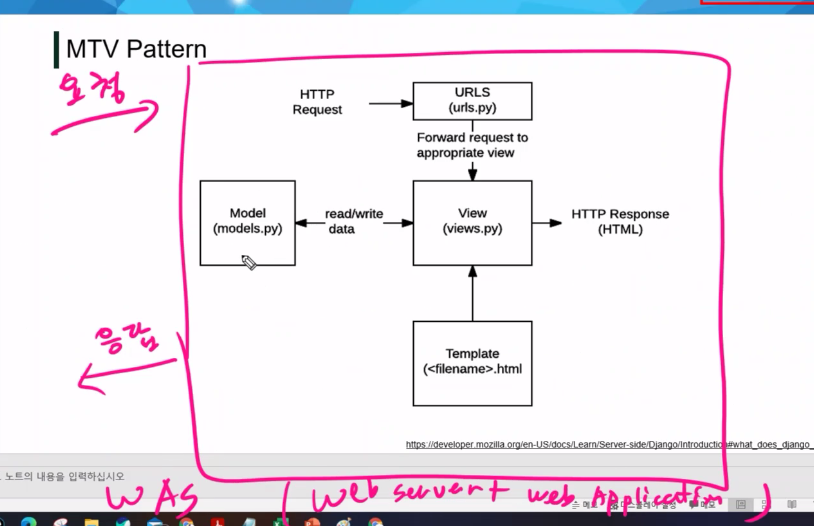 MTV Pattern
요청
HTTP
Request
URLS
(urls.py)
Forward request to
appropriate view
Model
(models.py)
read/write
data
View
(views.py)
HTTP Response
(HTML)
응답
Template
(<filename>.html
https://developer.mozilla.org/en-US/docs/Learn/Server-side/Django/Introduction#what_does_django_
노트의 내용을 입력하십시오
WAS (Web server + web Application)
메모